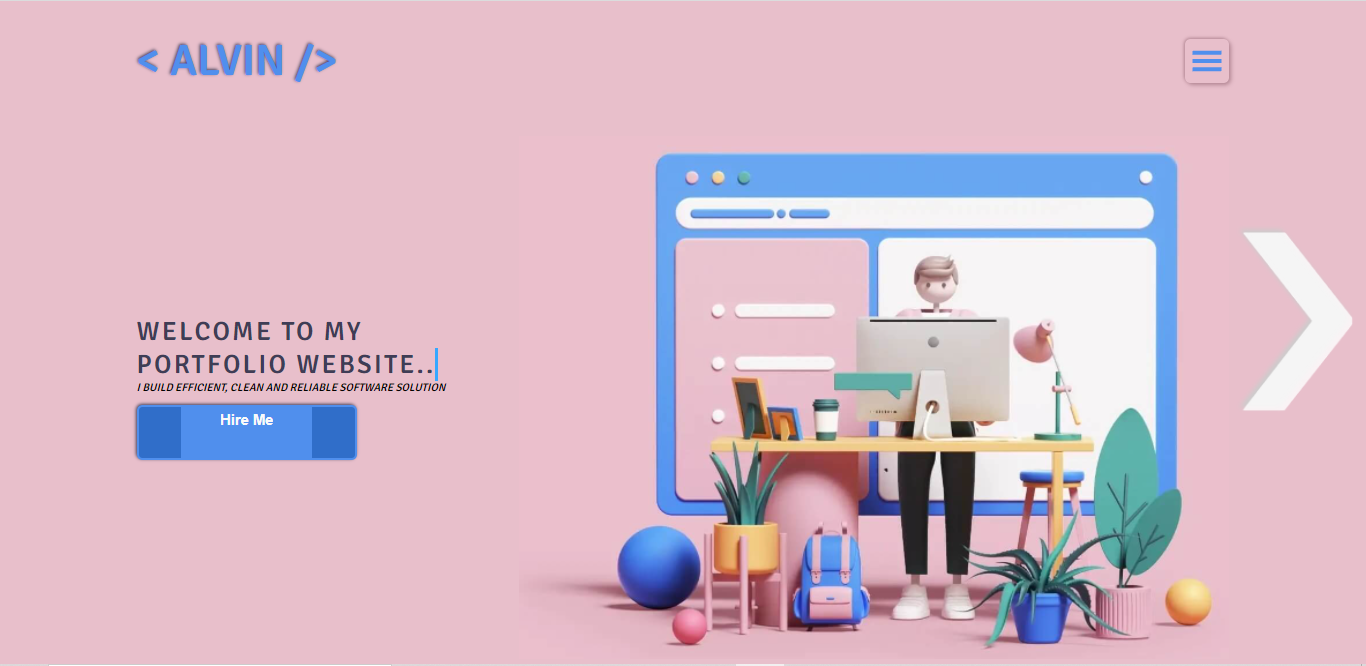 < ALVIN />
WELCOME TO MY
PORTFOLIO WEBSITE..
I BUILD EFFICIENT, CLEAN AND RELIABLE SOFTWARE SOLUTION
Hire Me